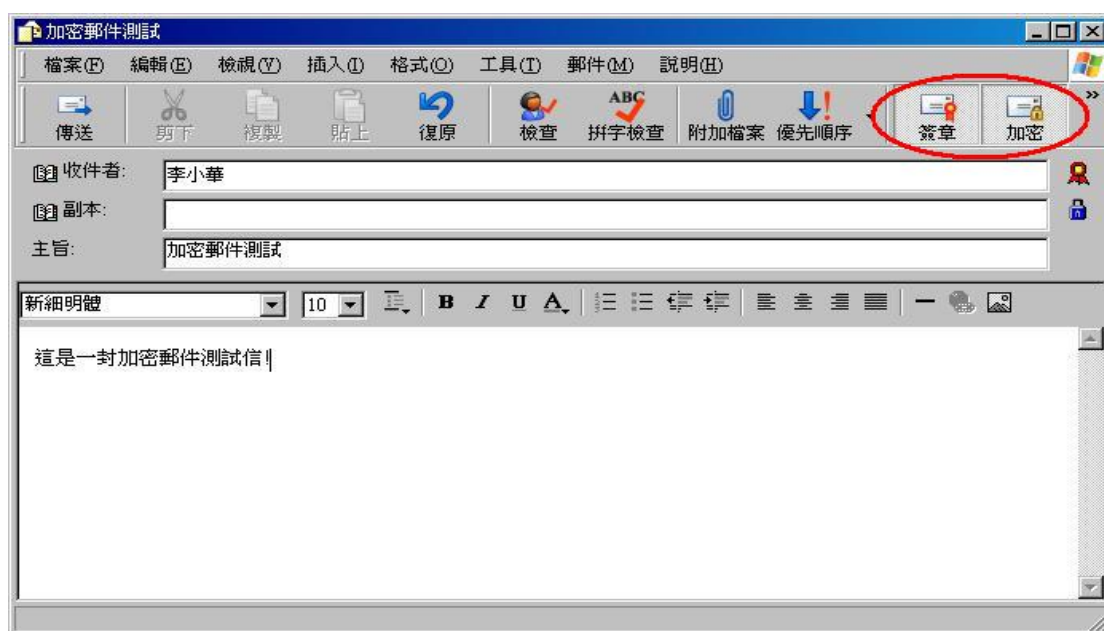 加密郵件測試
檔案(F) 編輯(E) 檢視(V) 插入(I) 格式(O) 工具(T) 郵件(M) 說明(H)
ABC
傳送 剪下 複製 貼上 復原 檢查 拼字檢查 附加檔案 優先順序 簽章 加密
收件者: 李小華
副本:
主旨: 加密郵件測試
新細明體 10 B I U A
這是一封加密郵件測試信!